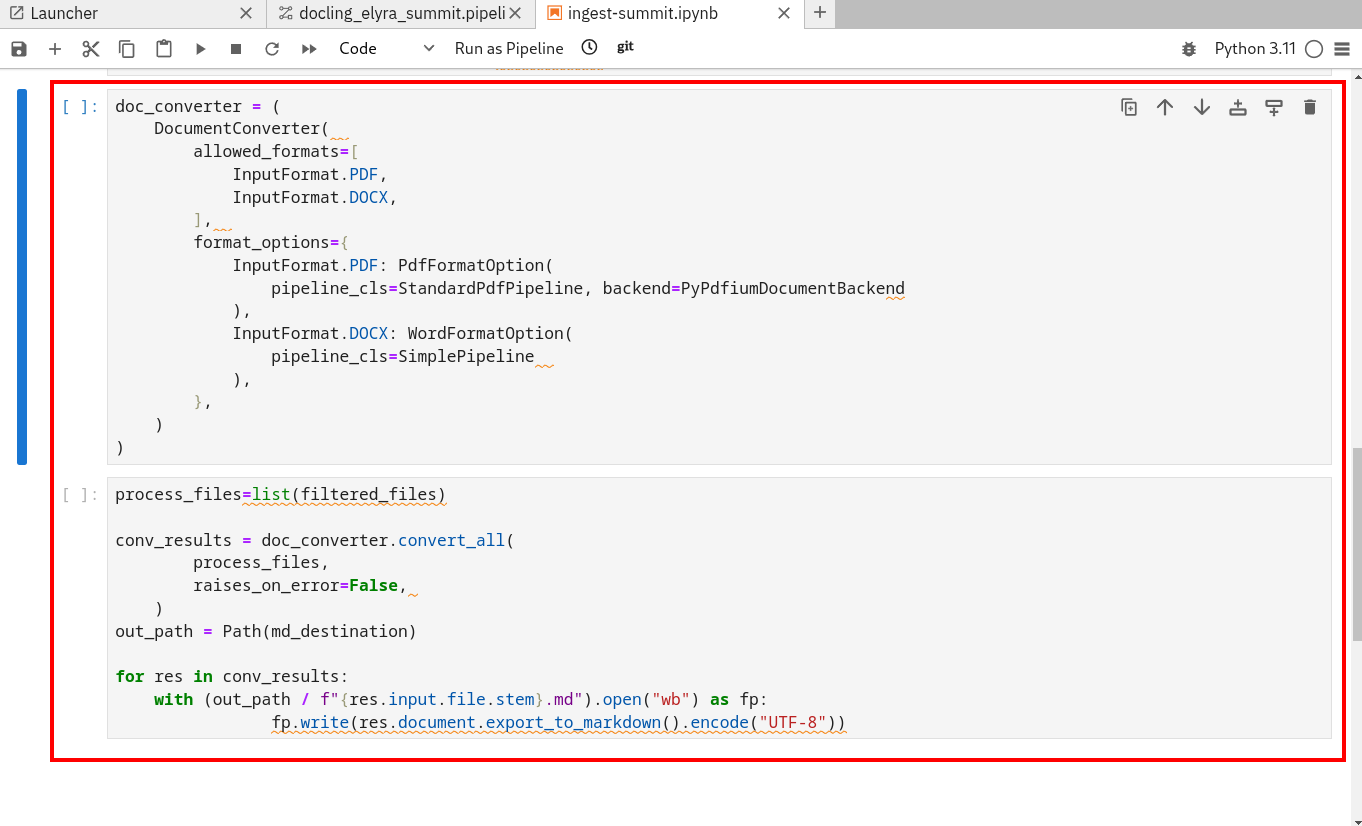 Launcher
docling_elyra_summit.pipeli
ingest-summit.ipynb
Code
Run as Pipeline
git
Python 3.11
[ ]:
doc_converter = (
    DocumentConverter(
        allowed_formats=[
            InputFormat.PDF,
            InputFormat.DOCX,
        ],
        format_options={
            InputFormat.PDF: PdfFormatOption(
                pipeline_cls=StandardPdfPipeline, backend=PyPdfiumDocumentBackend
            ),
            InputFormat.DOCX: WordFormatOption(
                pipeline_cls=SimplePipeline
            ),
        },
    )
)
[ ]:
process_files=list(filtered_files)
conv_results = doc_converter.convert_all(
        process_files,
        raises_on_error=False,
    )
out_path = Path(md_destination)
for res in conv_results:
    with (out_path / f"{res.input.file.stem}.md").open("wb") as fp:
                fp.write(res.document.export_to_markdown().encode("UTF-8"))